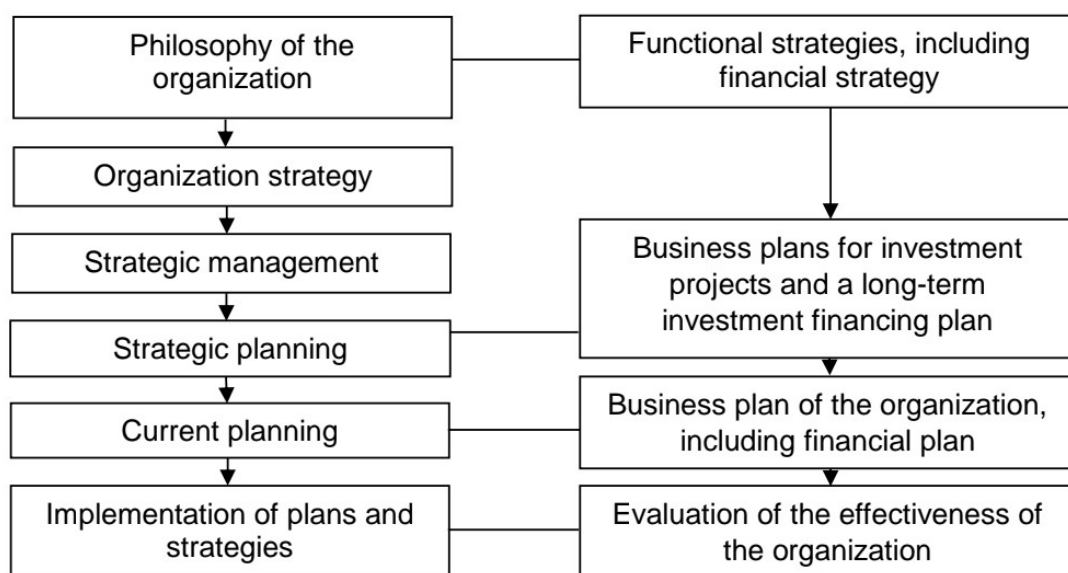 Philosophy of the
organization
Functional strategies, including
financial strategy
Organization strategy
Strategic management
Business plans for investment
projects and a long-term
investment financing plan
Strategic planning
Current planning
Business plan of the organization,
including financial plan
Implementation of plans and
strategies
Evaluation of the effectiveness of
the organization